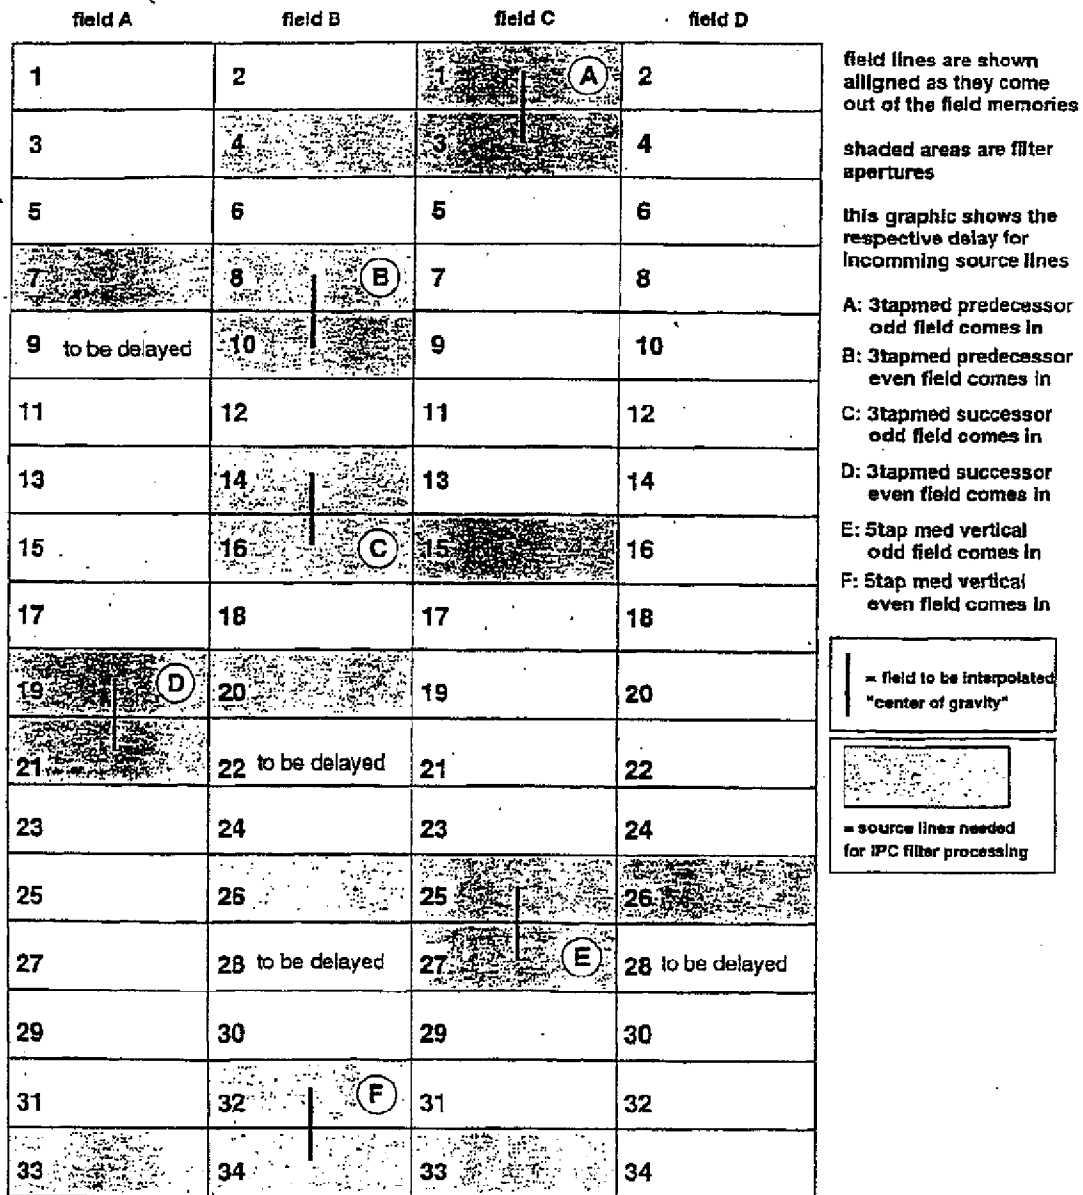 field A field B field C field D
1 2 1 A 2
3 4 3 4
5 6 5 6
7 8 B 7 8
9 to be delayed 10 9 10
11 12 11 12
13 14 13 14
15 16 C 15 16
17 18 17 18
19 D 20 19 20
21 22 to be delayed 21 22
23 24 23 24
25 26 25 26
27 28 to be delayed 27 E 28 to be delayed
29 30 29 30
31 32 F 31 32
33 34 33 34
field lines are shown
alligned as they come
out of the field memories
shaded areas are filter
apertures
this graphic shows the
respective delay for
incomming source lines
A: 3tapmed predecessor
odd field comes in
B: 3tapmed predecessor
even field comes in
C: 3tapmed successor
odd field comes in
D: 3tapmed successor
even field comes in
E: 5tap med vertical
odd field comes in
F: 5tap med vertical
even field comes in
= field to be interpolated
"center of gravity"
= source lines needed
for IPC filter processing